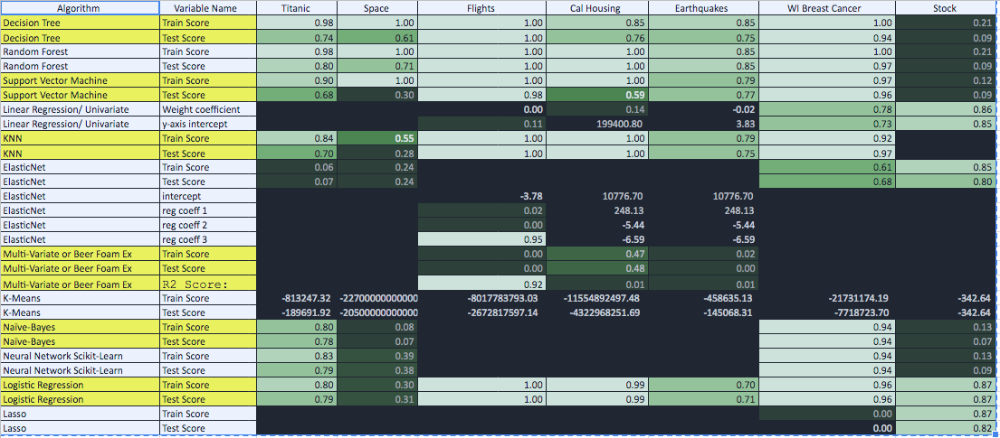 Algorithm Variable Name Titanic Space Flights Cal Housing Earthquakes WI Breast Cancer Stock
Decision Tree Train Score 0.98 1.00 1.00 0.85 0.85 1.00 0.21
Decision Tree Test Score 0.74 0.61 1.00 0.76 0.75 0.94 0.09
Random Forest Train Score 0.98 1.00 1.00 1.00 0.85 1.00 0.21
Random Forest Test Score 0.80 0.71 1.00 1.00 0.85 0.97 0.09
Support Vector Machine Train Score 0.90 1.00 1.00 1.00 0.79 0.97 0.12
Support Vector Machine Test Score 0.68 0.30 0.98 0.59 0.77 0.96 0.09
Linear Regression/ Univariate Weight coefficient 0.00 0.14 -0.02 0.78 0.86
Linear Regression/ Univariate y-axis intercept 0.11 199400.80 3.83 0.73 0.85
KNN Train Score 0.84 0.55 1.00 1.00 0.79 0.92
KNN Test Score 0.70 0.28 1.00 1.00 0.75 0.97
ElasticNet Train Score 0.06 0.24 0.61 0.85
ElasticNet Test Score 0.07 0.24 0.68 0.80
ElasticNet intercept -3.78 10776.70 10776.70
ElasticNet reg coeff 1 0.02 248.13 248.13
ElasticNet reg coeff 2 0.00 -5.44 -5.44
ElasticNet reg coeff 3 0.95 -6.59 -6.59
Multi-Variate or Beer Foam Ex Train Score 0.00 0.47 0.02
Multi-Variate or Beer Foam Ex Test Score 0.00 0.48 0.00
Multi-Variate or Beer Foam Ex R2 Score: 0.92 0.01 0.01
K-Means Train Score -813247.32 -22700000000000 -8017783793.03 -11554892497.48 -458635.13 -21731174.19 -342.64
K-Means Test Score -189691.92 -20500000000000 -2672817597.14 -4322968251.69 -145068.31 -7718723.70 -342.64
Naïve-Bayes Train Score 0.80 0.08 0.94 0.13
Naïve-Bayes Test Score 0.78 0.07 0.94 0.07
Neural Network Scikit-Learn Train Score 0.83 0.39 0.94 0.13
Neural Network Scikit-Learn Test Score 0.79 0.38 0.94 0.09
Logistic Regression Train Score 0.80 0.30 1.00 0.99 0.70 0.96 0.87
Logistic Regression Test Score 0.79 0.31 1.00 0.99 0.71 0.96 0.87
Lasso Train Score 0.00 0.87
Lasso Test Score 0.00 0.82